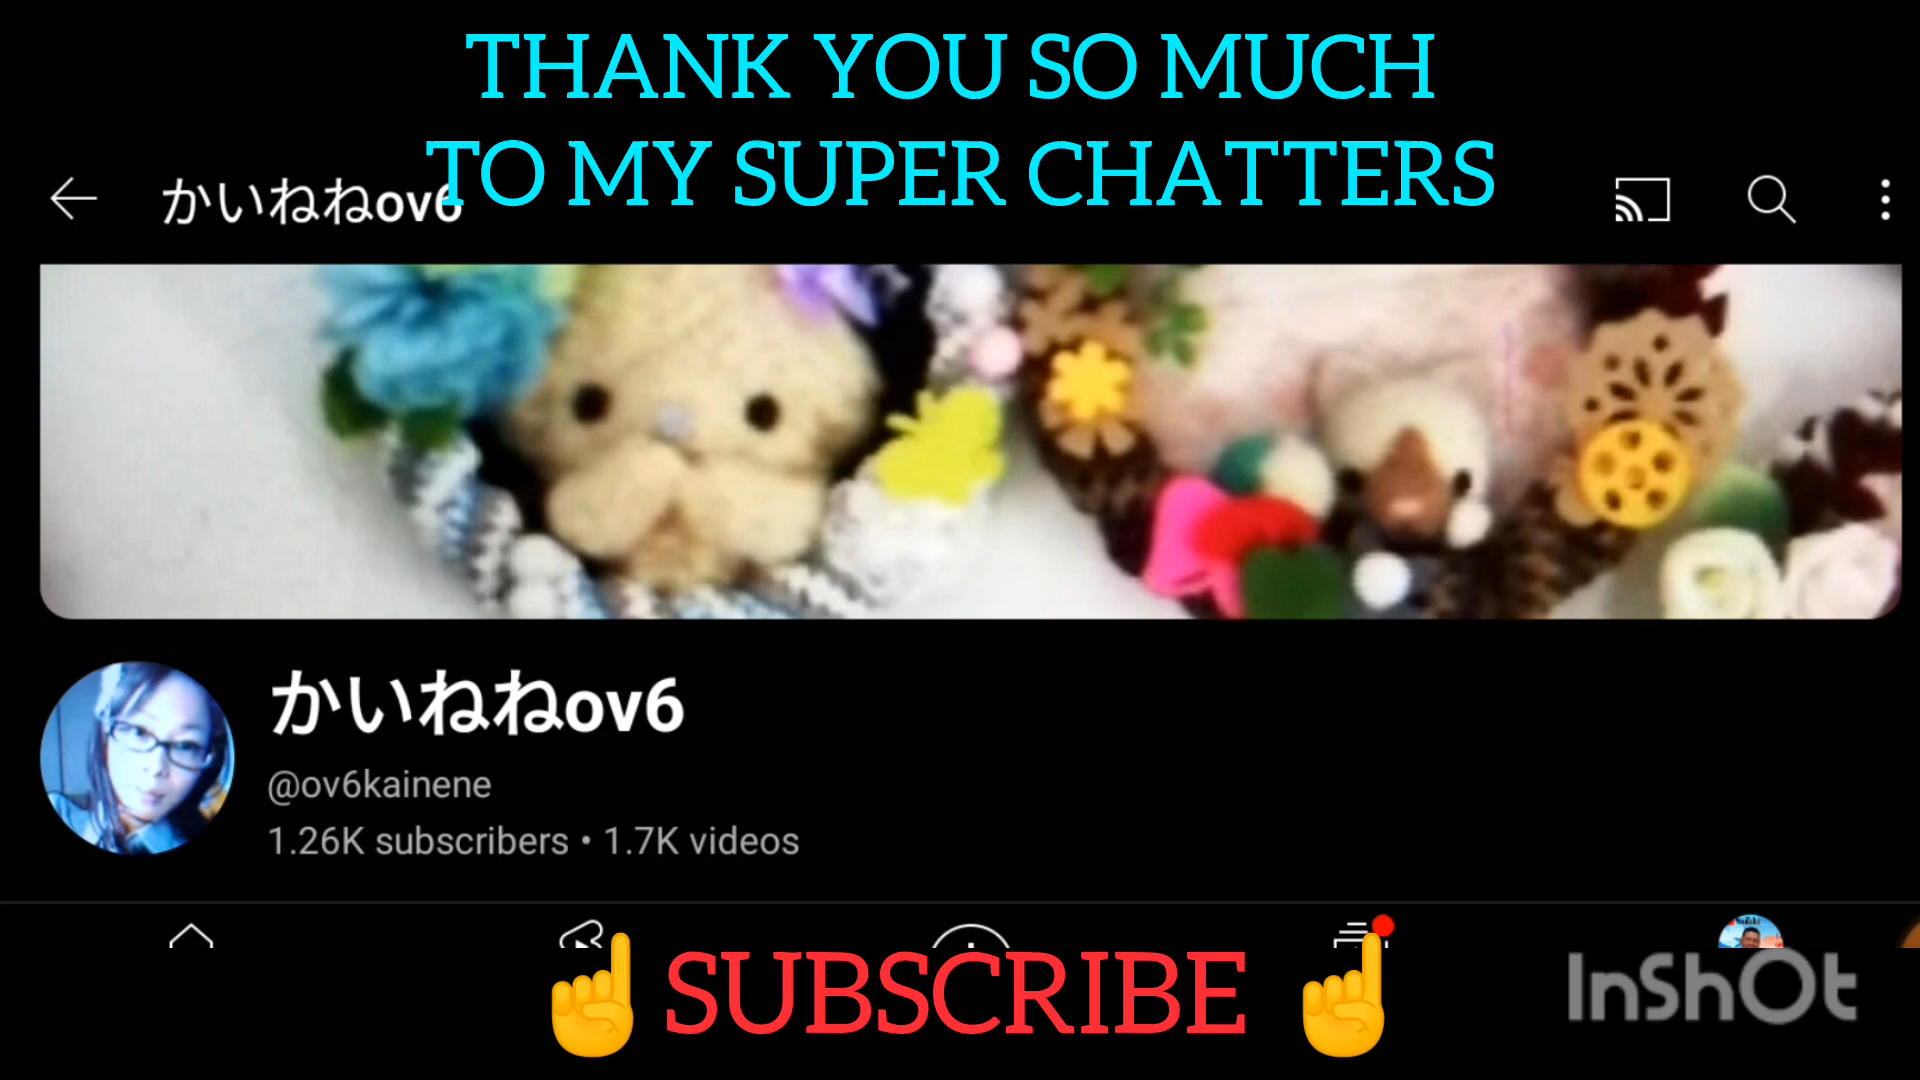 THANK YOU SO MUCH
TO MY SUPER CHATTERS
かいねねov6
かいねねov6
@ov6kainene
1.26K subscribers • 1.7K videos
☝SUBSCRIBE ☝
InShOt